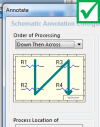 Annotate
Schematic Annotation
Order of Processing
Down Then Across
R1 R3
R2 R4
Process Location of